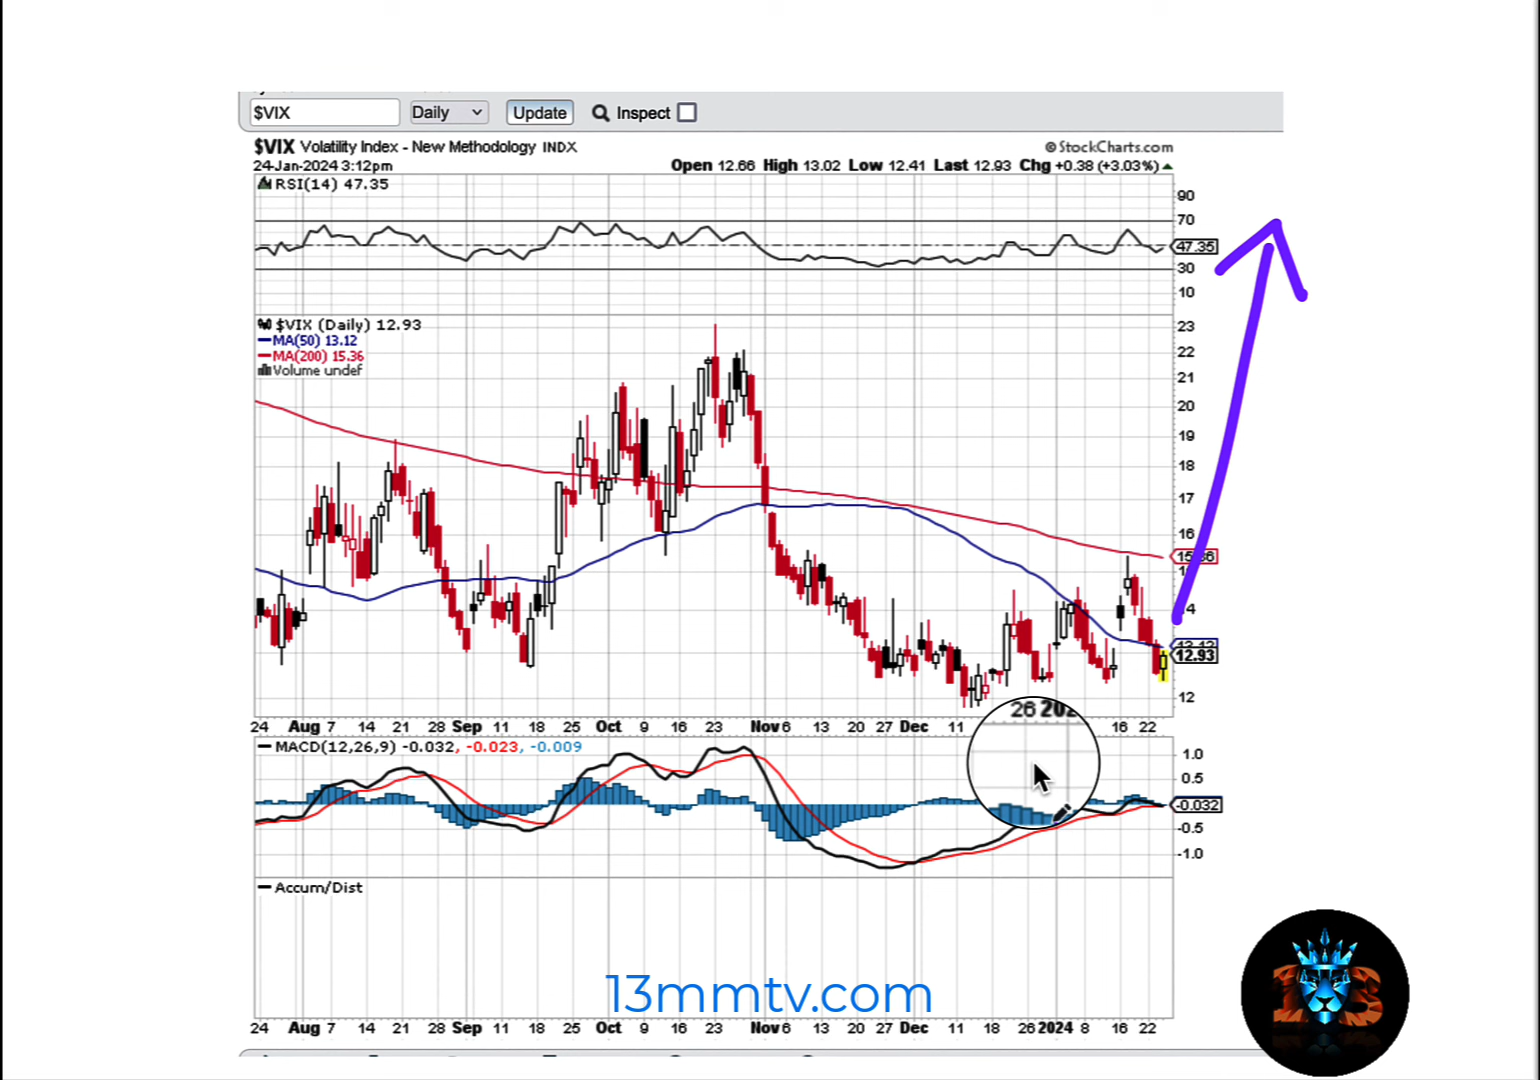 $VIX Daily Update Inspect
$VIX Volatility Index - New Methodology INDX ©StockCharts.com
24-Jan-2024 3:12pm Open 12.66 High 13.02 Low 12.41 Last 12.93 Chg +0.38 (+3.03%)
RSI(14) 47.35
90
70
47.35
30
10
$VIX (Daily) 12.93
MA(50) 13.12
MA(200) 15.36
Volume undef
23
22
21
20
19
18
17
16
15.36
13.12
12.93
12
24 Aug 7 14 21 28 Sep 11 18 25 Oct 9 16 23 Nov 6 13 20 27 Dec 11 16 22
26 202
MACD(12,26,9) -0.032, -0.023, -0.009
1.0
0.5
-0.032
-0.5
-1.0
Accum/Dist
13mmtv.com
24 Aug 7 14 21 28 Sep 11 18 25 Oct 9 16 23 Nov 6 13 20 27 Dec 11 18 26 2024 8 16 22